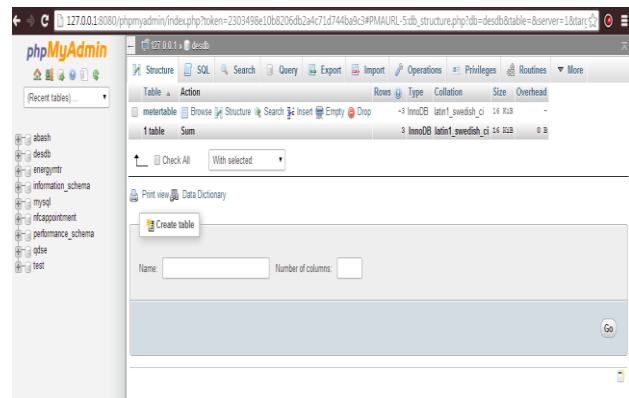 127.0.0.1:8080/phpmyadmin/index.php?token=2303498e10b8206db2a4c71d744ba9c3#PMAURL-5:db_structure.php?db=desdb&table=&server=1&targ
phpMyAdmin
(Recent tables) ...
abash
desdb
energymtr
information_schema
mysql
nfcappointment
performance_schema
qdse
test
127.0.0.1 » desdb
Structure SQL Search Query Export Import Operations Privileges Routines More
Table Action Rows Type Collation Size Overhead
metertable Browse Structure Search Insert Empty Drop ~3 InnoDB latin1_swedish_ci 16 KiB -
1 table Sum 3 InnoDB latin1_swedish_ci 16 KiB 0 B
Check All With selected:
Print view Data Dictionary
Create table
Name: Number of columns:
Go